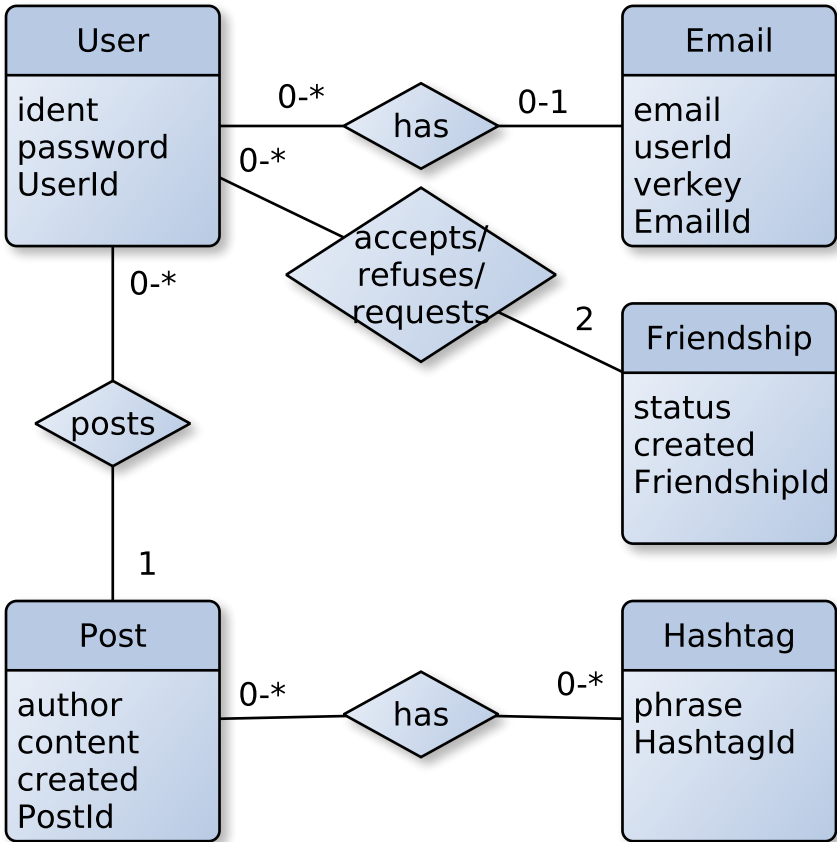 User
ident
password
UserId
0-*
has
0-1
Email
email
userId
verkey
EmailId
0-*
accepts/
refuses/
requests
2
Friendship
status
created
FriendshipId
0-*
posts
1
Post
author
content
created
PostId
0-*
has
0-*
Hashtag
phrase
HashtagId